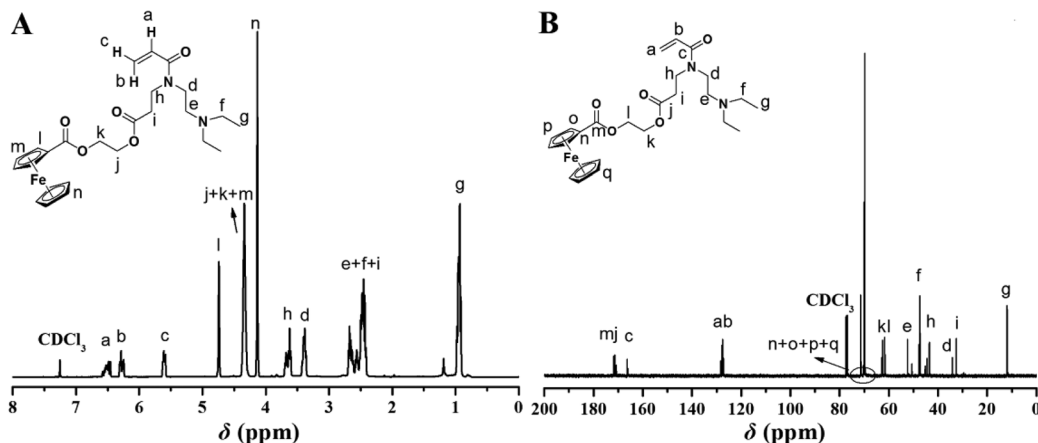 A
a
H
c
H
O
b
H
N
d
h
e
i
O
N
f
O
l
O
k
g
m
O
j
Fe
n
n
j+k+m
g
l
e+f+i
h
d
CDCl3
a
b
c
8
7
6
5
4
3
2
1
0
δ (ppm)
B
b
a
O
c
h
N
d
i
O
e
N
f
j
l
O
g
o
O
p
n
m
O
k
Fe
q
f
CDCl3
g
ab
kl
e
h
i
mj
c
n+o+p+q
d
200
180
160
140
120
100
80
60
40
20
0
δ (ppm)